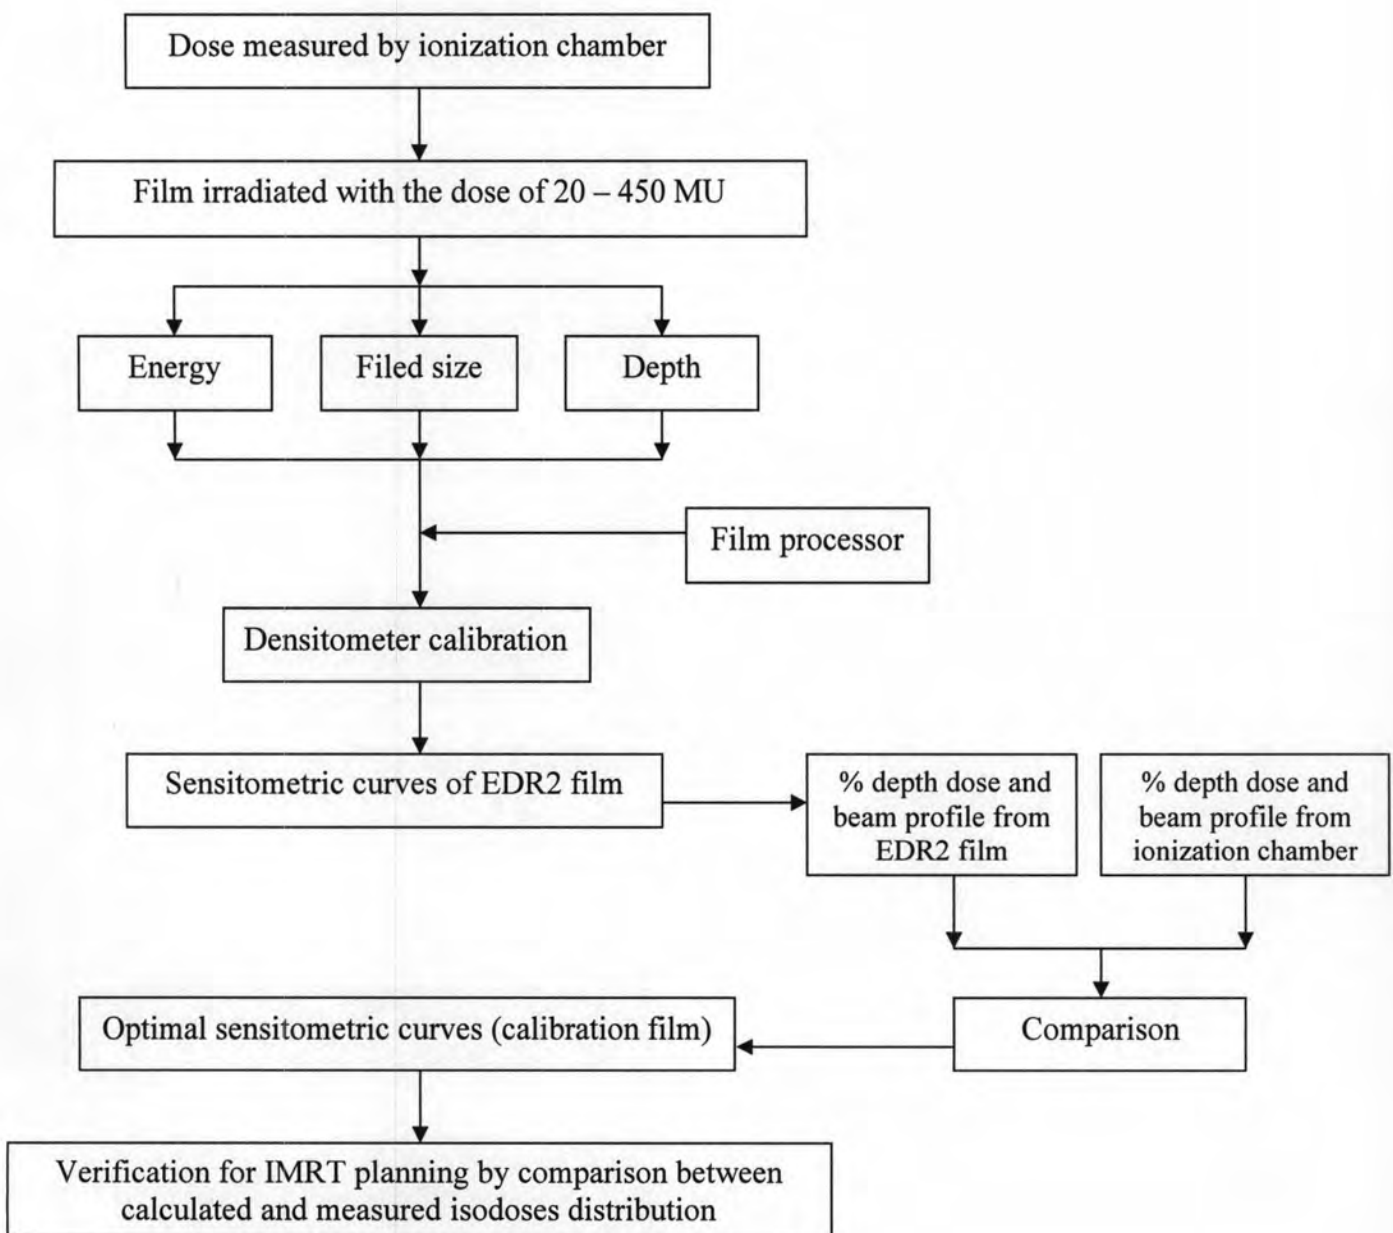 Dose measured by ionization chamber
Film irradiated with the dose of 20 – 450 MU
Energy
Filed size
Depth
Film processor
Densitometer calibration
Sensitometric curves of EDR2 film
% depth dose and
beam profile from
EDR2 film
% depth dose and
beam profile from
ionization chamber
Optimal sensitometric curves (calibration film)
Comparison
Verification for IMRT planning by comparison between
calculated and measured isodoses distribution